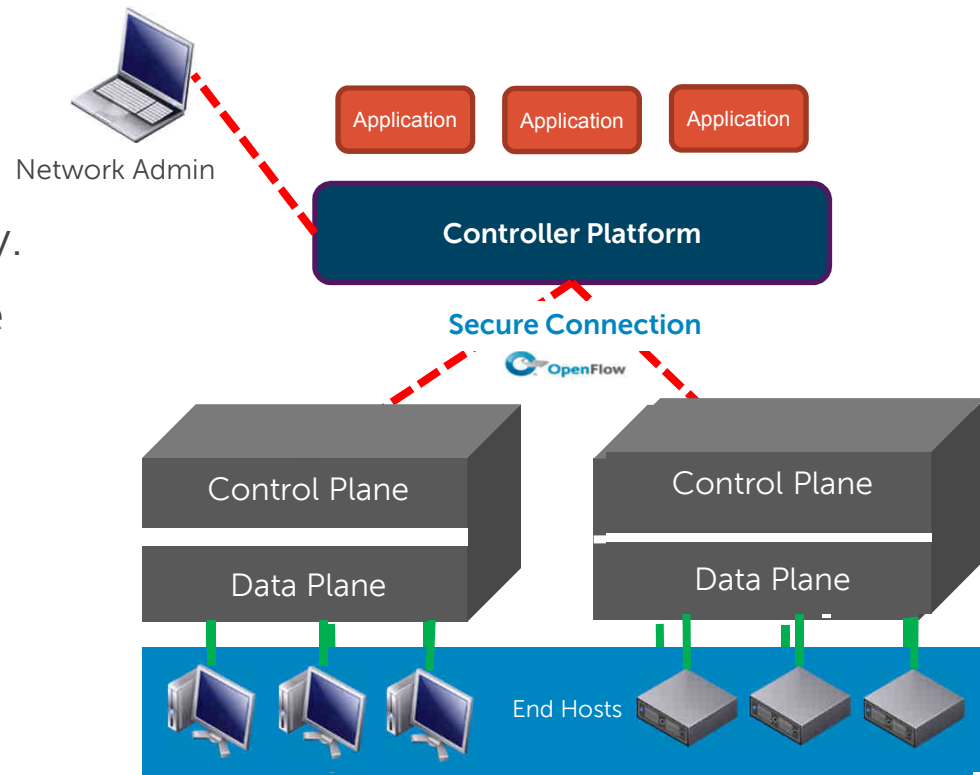 Application
Application
Application
Network Admin
y.
Controller Platform
e
Secure Connection
OpenFlow
Control Plane
Control Plane
Data Plane
Data Plane
End Hosts